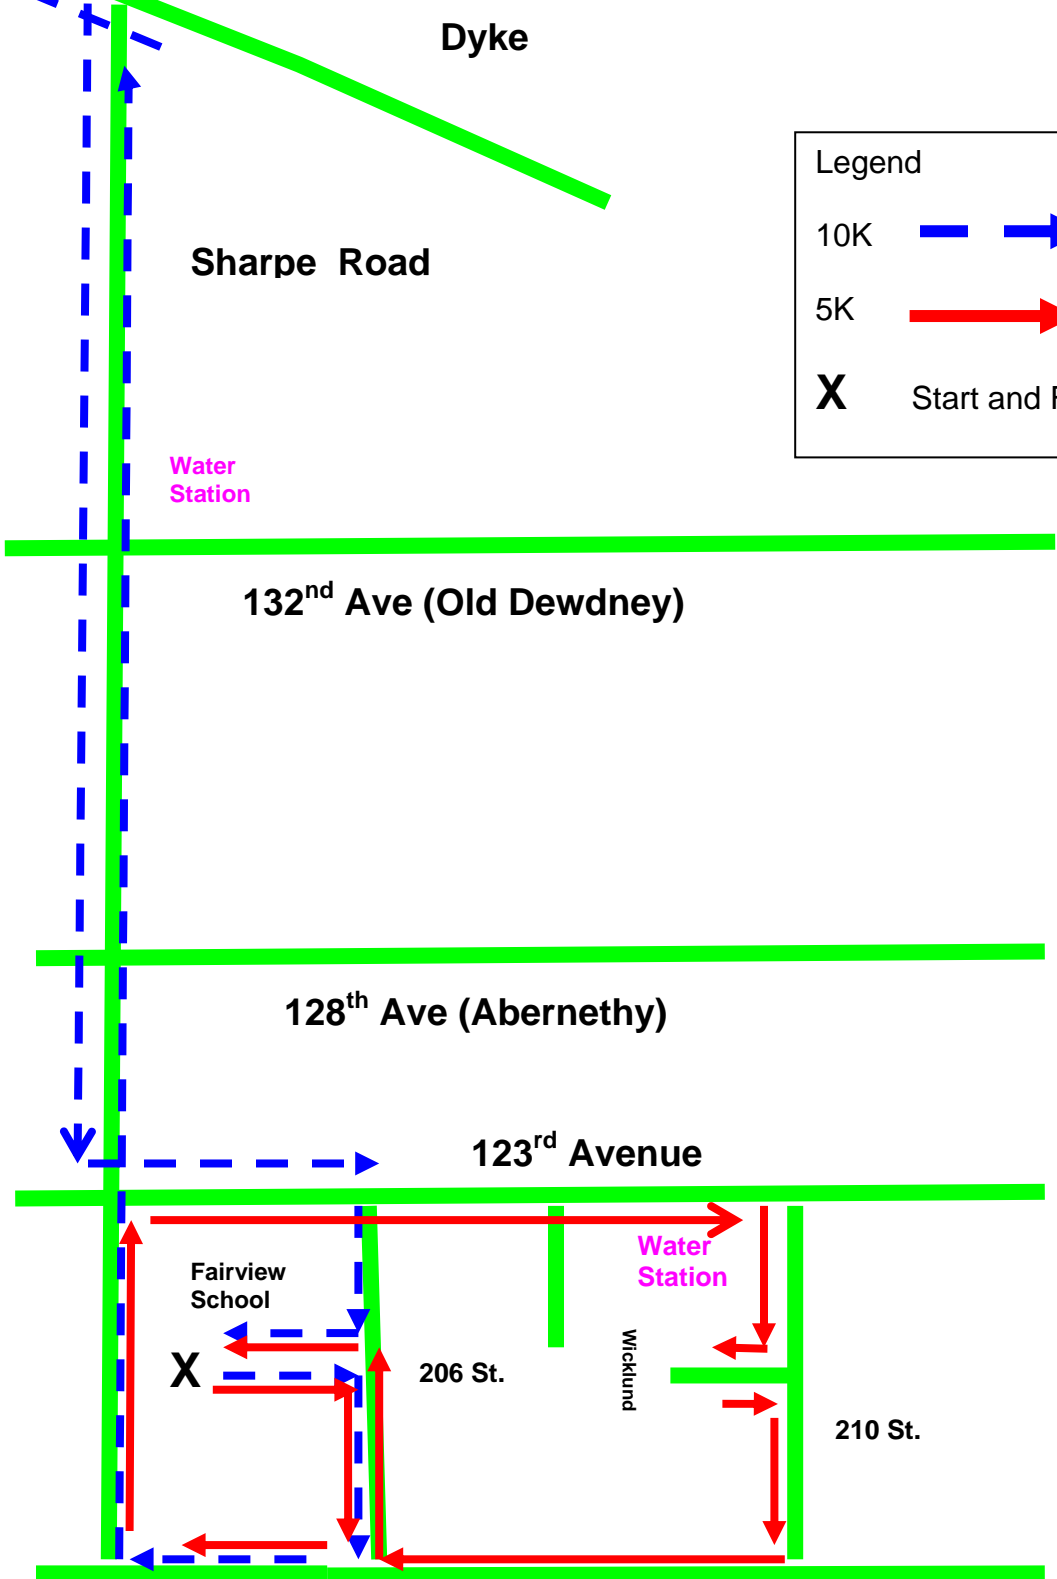 Dyke
Legend
10K
5K
X Start and F
Sharpe Road
Water
Station
132nd Ave (Old Dewdney)
128th Ave (Abernethy)
123rd Avenue
Water
Station
Fairview
School
X
206 St.
Wicklund
210 St.